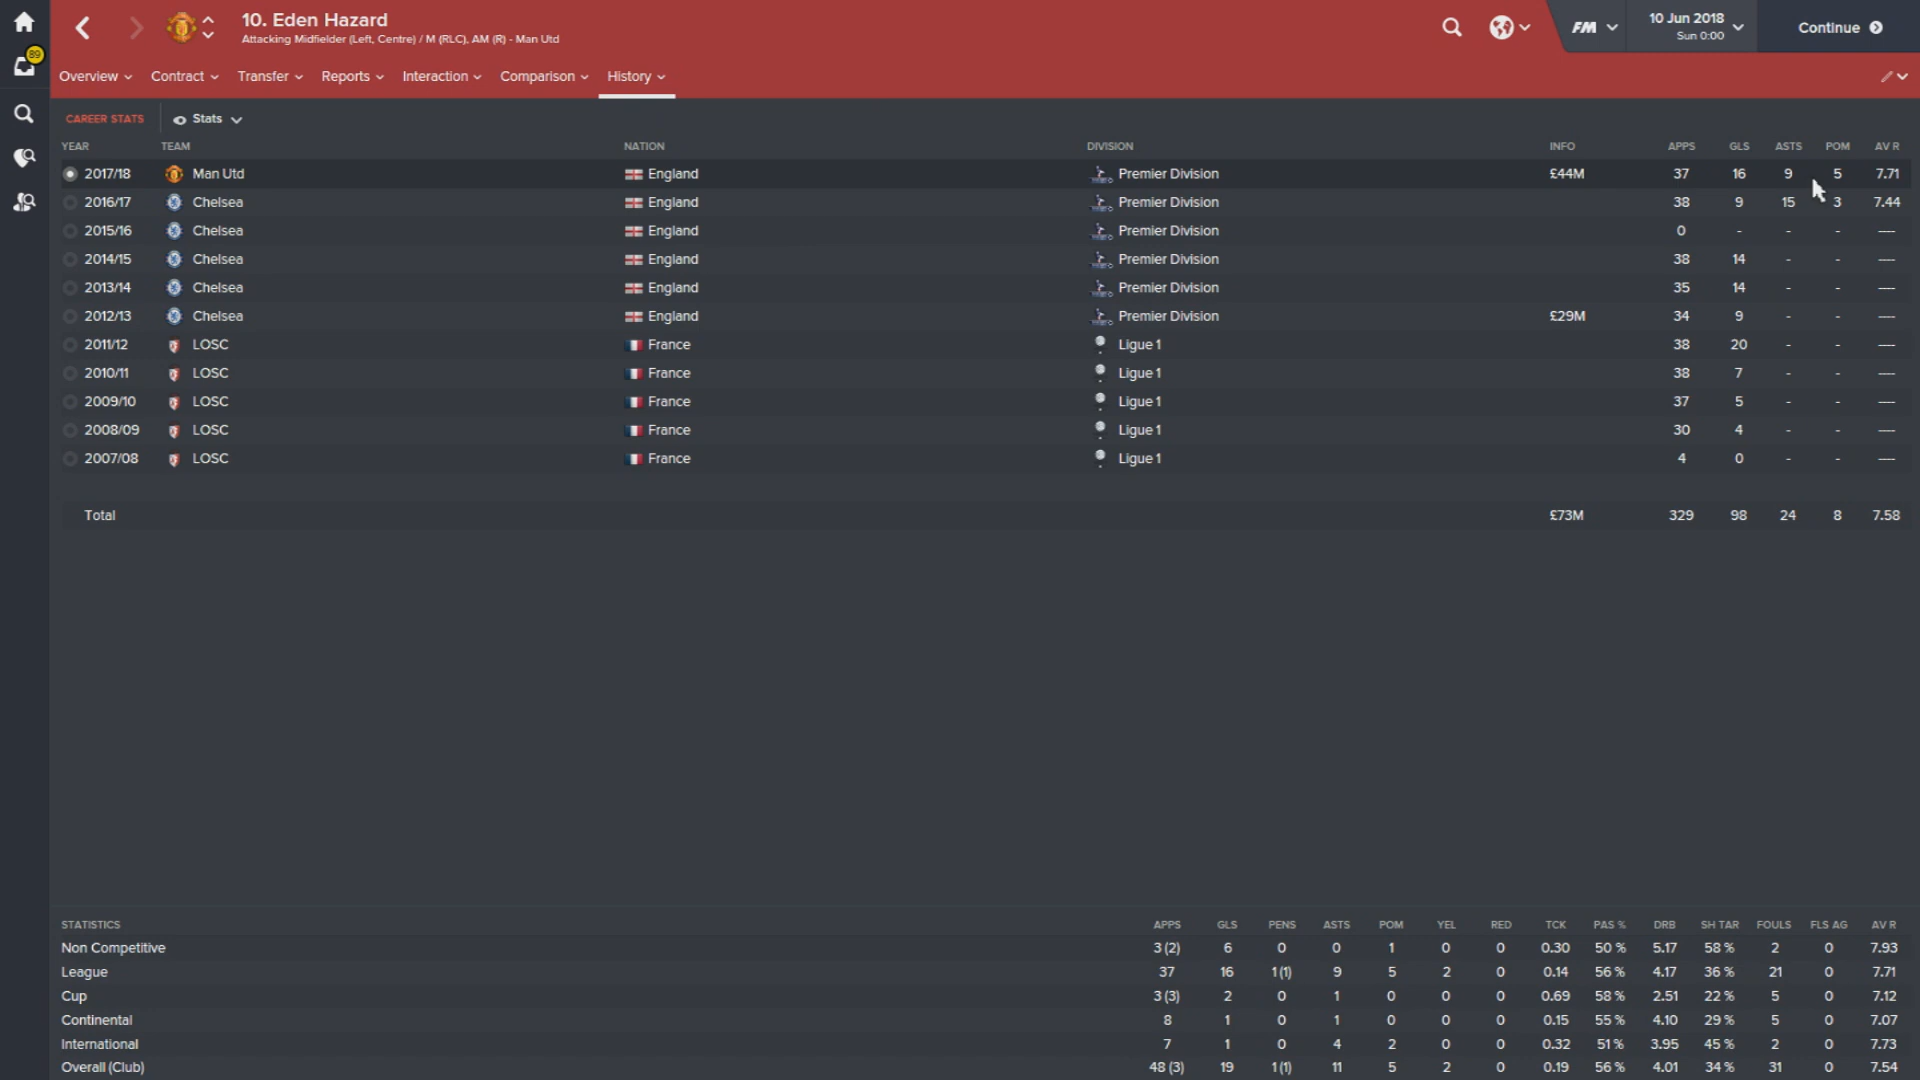 10. Eden Hazard
Attacking Midfielder (Left, Centre) / M (RLC), AM (R) - Man Utd
FM
10 Jun 2018
Sun 0:00
Continue
89
Overview Contract Transfer Reports Interaction Comparison History
CAREER STATS Stats
YEAR TEAM NATION DIVISION INFO APPS GLS ASTS POM AV R
2017/18 Man Utd England Premier Division £44M 37 16 9 5 7.71
2016/17 Chelsea England Premier Division 38 9 15 3 7.44
2015/16 Chelsea England Premier Division 0 - - - ---
2014/15 Chelsea England Premier Division 38 14 - - ---
2013/14 Chelsea England Premier Division 35 14 - - ---
2012/13 Chelsea England Premier Division £29M 34 9 - - ---
2011/12 LOSC France Ligue 1 38 20 - - ---
2010/11 LOSC France Ligue 1 38 7 - - ---
2009/10 LOSC France Ligue 1 37 5 - - ---
2008/09 LOSC France Ligue 1 30 4 - - ---
2007/08 LOSC France Ligue 1 4 0 - - ---
Total £73M 329 98 24 8 7.58
STATISTICS APPS GLS PENS ASTS POM YEL RED TCK PAS % DRB SH TAR FOULS FLS AG AV R
Non Competitive 3 (2) 6 0 0 1 0 0 0.30 50 % 5.17 58 % 2 0 7.93
League 37 16 1 (1) 9 5 2 0 0.14 56 % 4.17 36 % 21 0 7.71
Cup 3 (3) 2 0 1 0 0 0 0.69 58 % 2.51 22 % 5 0 7.12
Continental 8 1 0 1 0 0 0 0.15 55 % 4.10 29 % 5 0 7.07
International 7 1 0 4 2 0 0 0.32 51 % 3.95 45 % 2 0 7.73
Overall (Club) 48 (3) 19 1 (1) 11 5 2 0 0.19 56 % 4.01 34 % 31 0 7.54